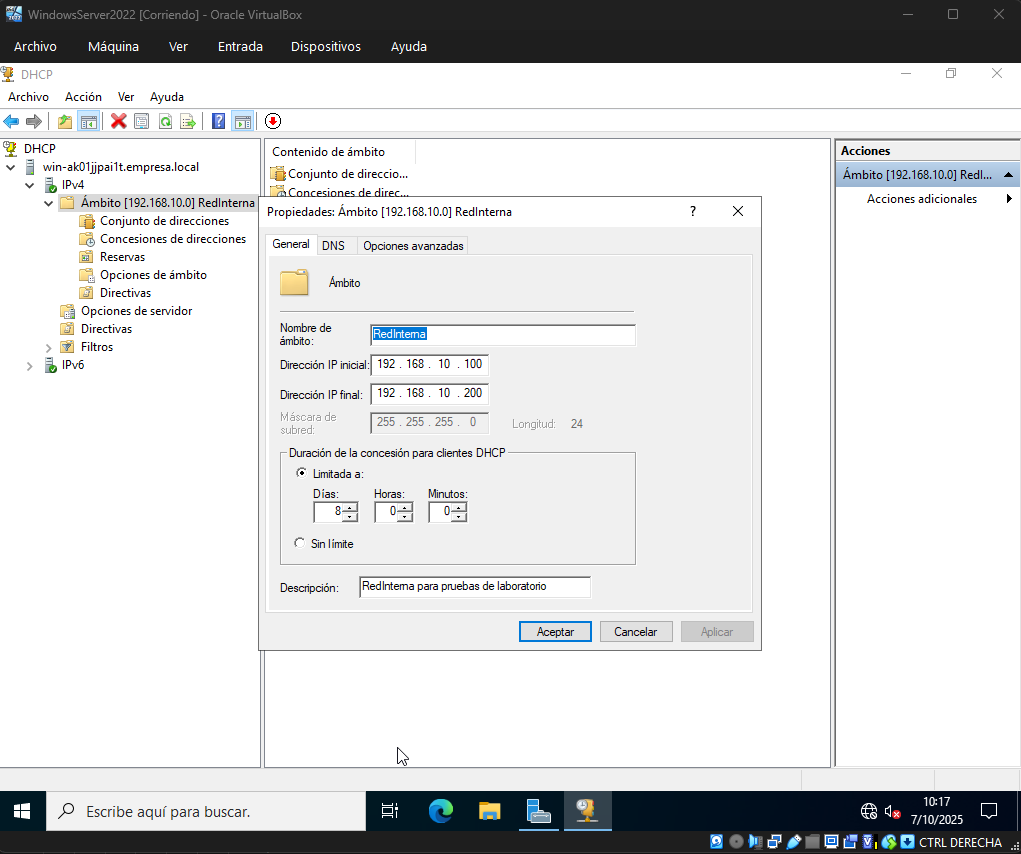 WindowsServer2022 [Corriendo] - Oracle VirtualBox
Archivo Máquina Ver Entrada Dispositivos Ayuda
DHCP
Archivo Acción Ver Ayuda
DHCP
win-ak01jjpai1t.empresa.local
IPv4
Ámbito [192.168.10.0] RedInterna
Conjunto de direcciones
Concesiones de direcciones
Reservas
Opciones de ámbito
Directivas
Opciones de servidor
Directivas
Filtros
IPv6
Contenido de ámbito
Conjunto de direccio...
Concesiones de direc...
Acciones
Ámbito [192.168.10.0] RedI...
Acciones adicionales
Propiedades: Ámbito [192.168.10.0] RedInterna
? 
General DNS Opciones avanzadas
Ámbito
Nombre de
ámbito:
RedInterna
Dirección IP inicial: 192 . 168 . 10 . 100
Dirección IP final: 192 . 168 . 10 . 200
Máscara de
subred:
255 . 255 . 255 . 0 Longitud: 24
Duración de la concesión para clientes DHCP
Limitada a:
Días: Horas: Minutos:
8 0 0
Sin límite
Descripción: RedInterna para pruebas de laboratorio
Aceptar Cancelar Aplicar
Escribe aquí para buscar.
10:17
7/10/2025
CTRL DERECHA